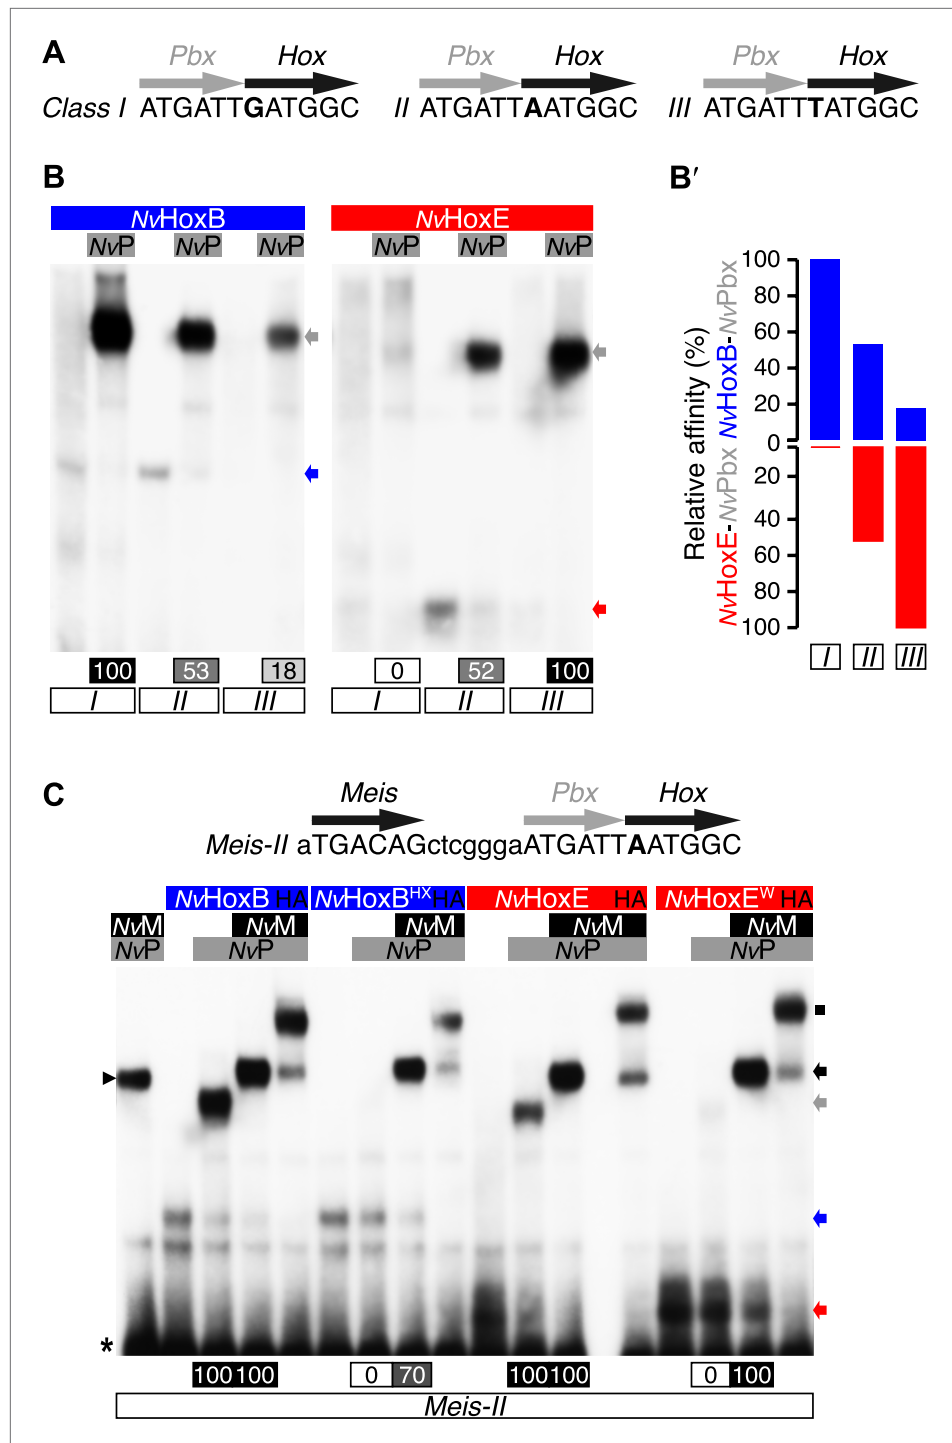 A
Pbx Hox Pbx Hox Pbx Hox
Class I ATGATTGATGGC II ATGATTAATGGC III ATGATTTATGGC
B B′
NvHoxB NvHoxE
NvP NvP NvP NvP NvP NvP
100 53 18 0 52 100
I II III I II III
Relative affinity (%)
NvHoxE-NvPbx NvHoxB-NvPbx
100
80
60
40
20
0
20
40
60
80
100
I II III
C
Meis Pbx Hox
Meis-II aTGACAGctcgggaATGATTAATGGC
NvHoxB HA NvHoxBHX HA NvHoxE HA NvHoxEW HA
NvM NvM NvM NvM NvM
NvP NvP NvP NvP NvP
*
100 100 0 70 100 100 0 100
Meis-II